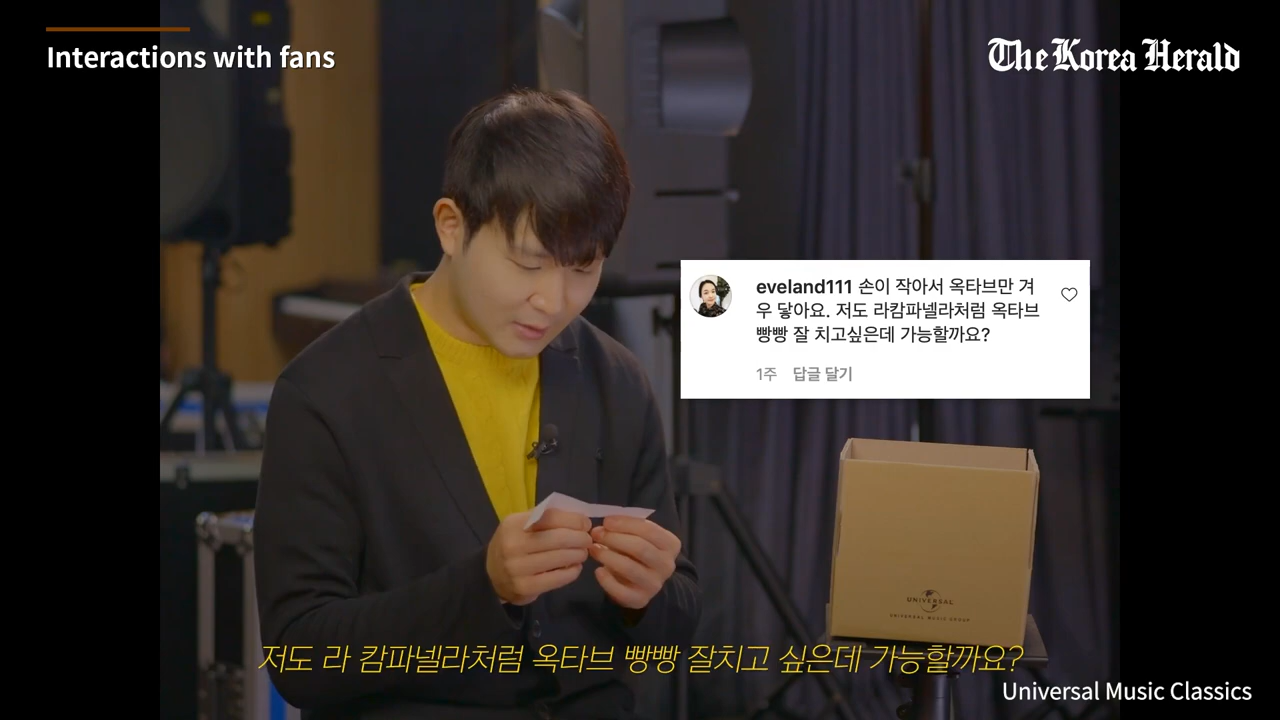 Interactions with fans
The Korea Herald
eveland111 손이 작아서 옥타브만 겨
우 닿아요. 저도 라캄파넬라처럼 옥타브
빵빵 잘 치고싶은데 가능할까요?
1주 답글 달기
UNIVERSAL
UNIVERSAL MUSIC GROUP
저도 라 캄파넬라처럼 옥타브 빵빵 잘치고 싶은데 가능할까요?
Universal Music Classics